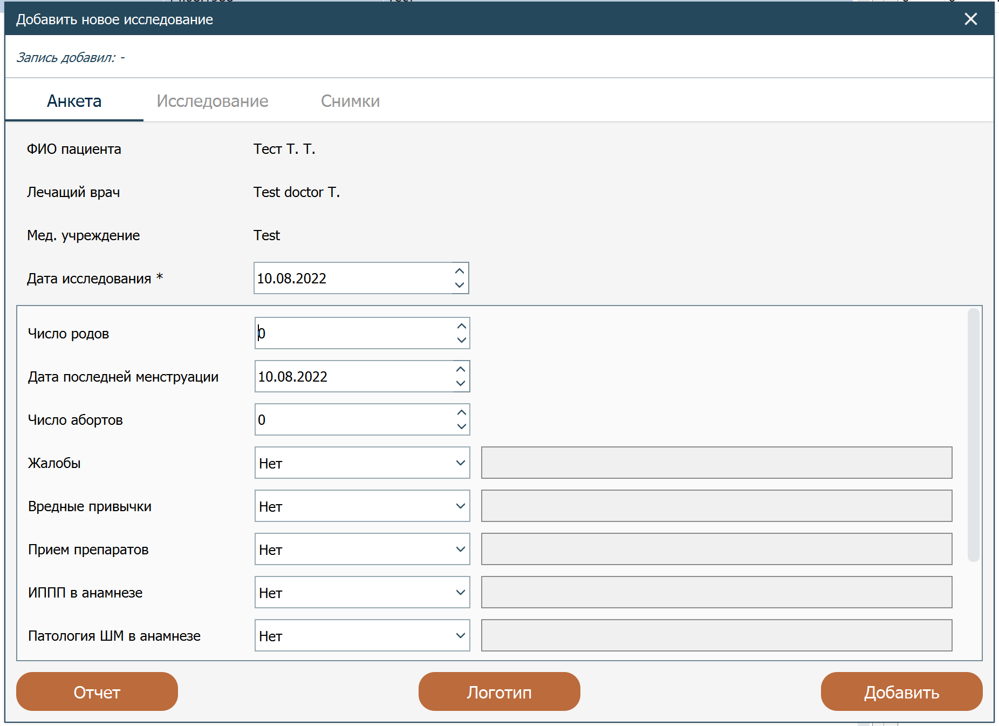 Добавить новое исследование
Запись добавил: -
Анкета Исследование Снимки
ФИО пациента Тест Т. Т.
Лечащий врач Test doctor T.
Мед. учреждение Test
Дата исследования * 10.08.2022
Число родов 0
Дата последней менструации 10.08.2022
Число абортов 0
Жалобы Нет
Вредные привычки Нет
Прием препаратов Нет
ИППП в анамнезе Нет
Патология ШМ в анамнезе Нет
Отчет Логотип Добавить